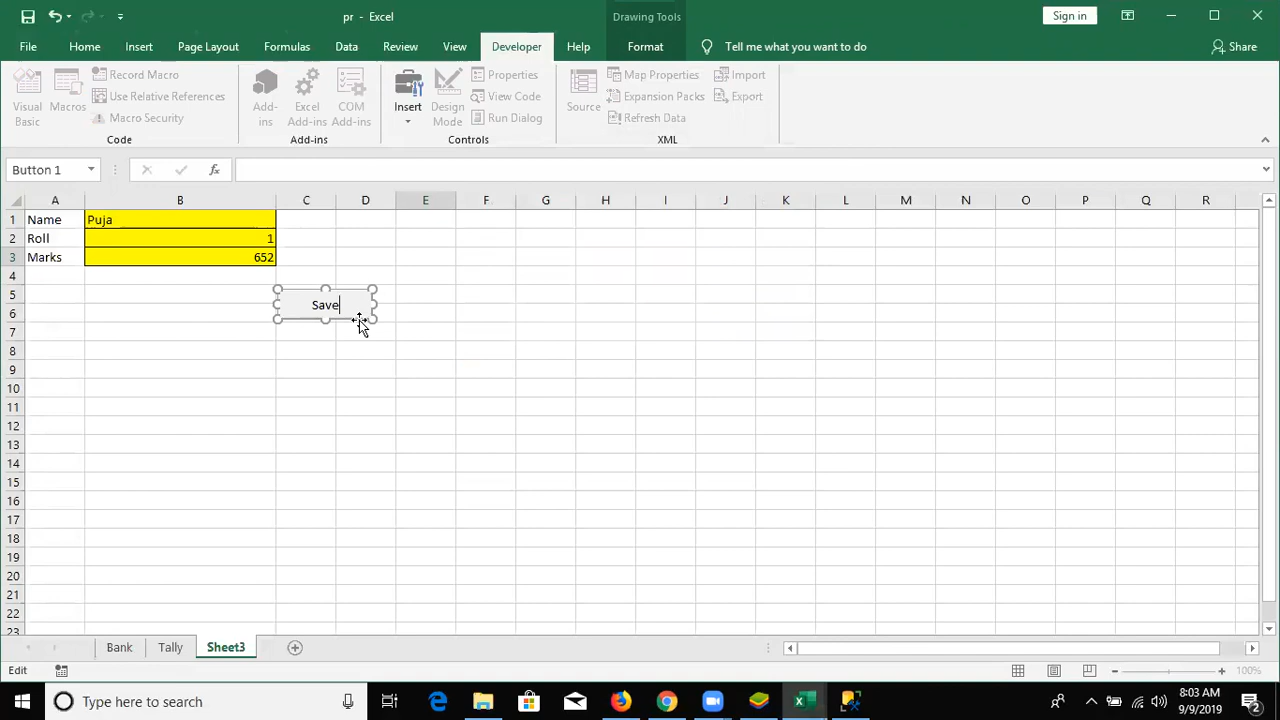 pr - Excel
Drawing Tools
Sign in
File
Home
Insert
Page Layout
Formulas
Data
Review
View
Developer
Help
Format
Tell me what you want to do
Share
Visual Basic
Macros
Record Macro
Use Relative References
Macro Security
Code
Add-ins
Excel Add-ins
COM Add-ins
Add-ins
Insert
Design Mode
Properties
View Code
Run Dialog
Controls
Source
Map Properties
Expansion Packs
Refresh Data
Import
Export
XML
Button 1
fx
A B C D E F G H I J K L M N O P Q R
1 Name Puja
2 Roll 1
3 Marks 652
4
5
Save
6
7
8
9
10
11
12
13
14
15
16
17
18
19
20
21
22
23
Bank
Tally
Sheet3
Edit
100%
Type here to search
8:03 AM
9/9/2019
2